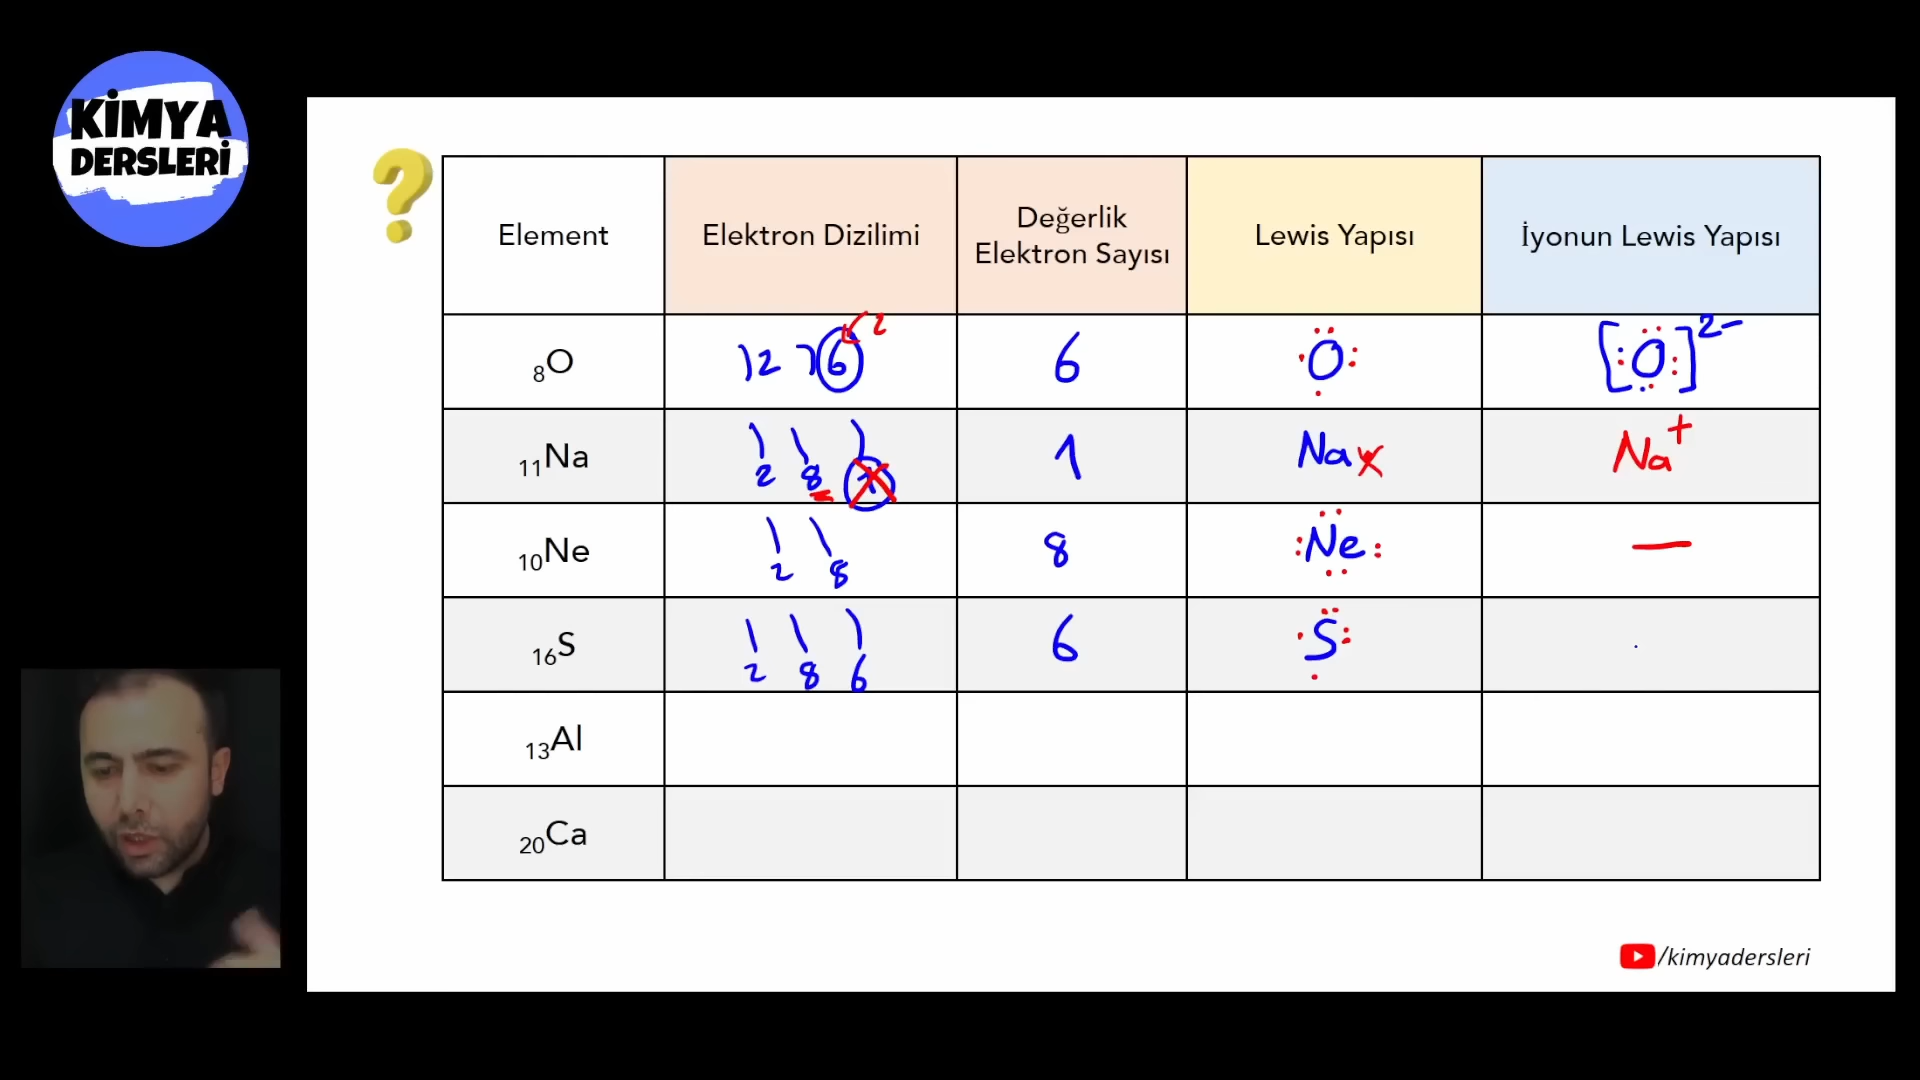 KİMYA
DERSLERİ
?
Element
Elektron Dizilimi
Değerlik
Elektron Sayısı
Lewis Yapısı
İyonun Lewis Yapısı
₈O
)2 )6 2
6
O
[O]²⁻
₁₁Na
2 8 1
1
Na
Na⁺
₁₀Ne
2 8
8
Ne
—
₁₆S
2 8 6
6
S
₁₃Al
₂₀Ca
/kimyadersleri